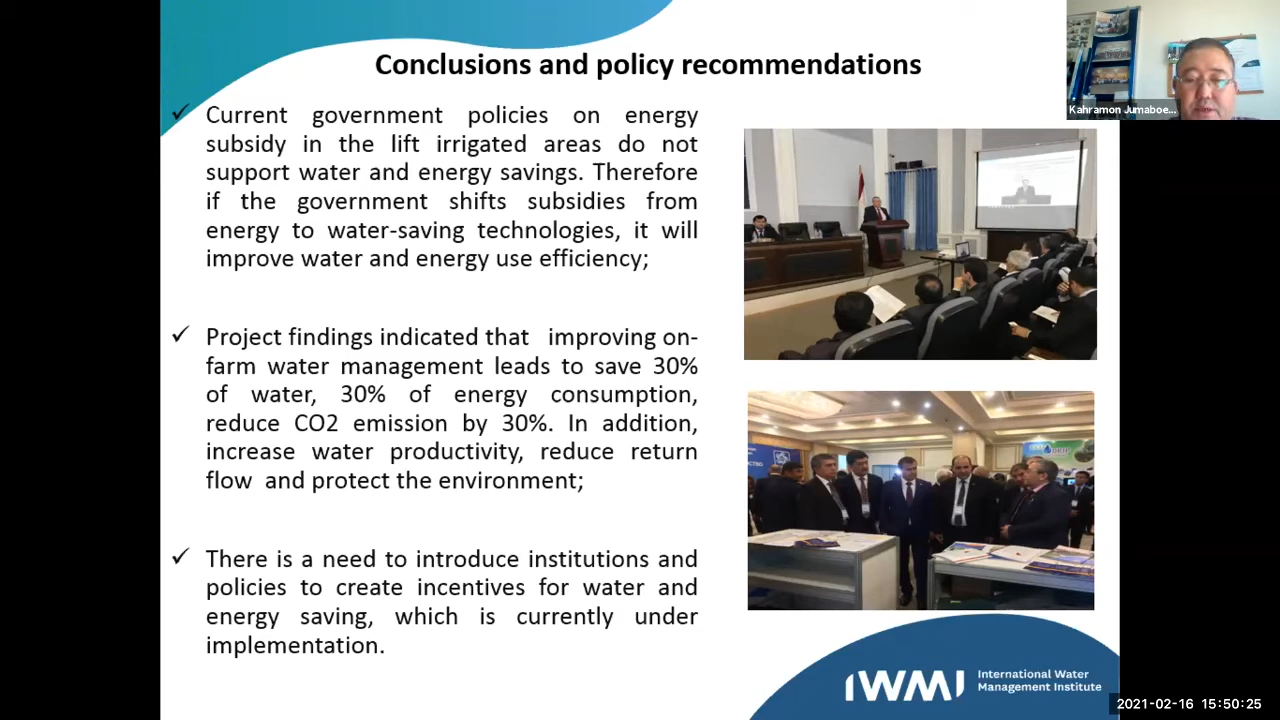 Conclusions and policy recommendations
Kahramon Jumaboe...
✓ Current government policies on energy
subsidy in the lift irrigated areas do not
support water and energy savings. Therefore
if the government shifts subsidies from
energy to water-saving technologies, it will
improve water and energy use efficiency;
✓ Project findings indicated that improving on-
farm water management leads to save 30%
of water, 30% of energy consumption,
reduce CO2 emission by 30%. In addition,
increase water productivity, reduce return
flow and protect the environment;
✓ There is a need to introduce institutions and
policies to create incentives for water and
energy saving, which is currently under
implementation.
IWMI
International Water
Management Institute
2021-02-16 15:50:25